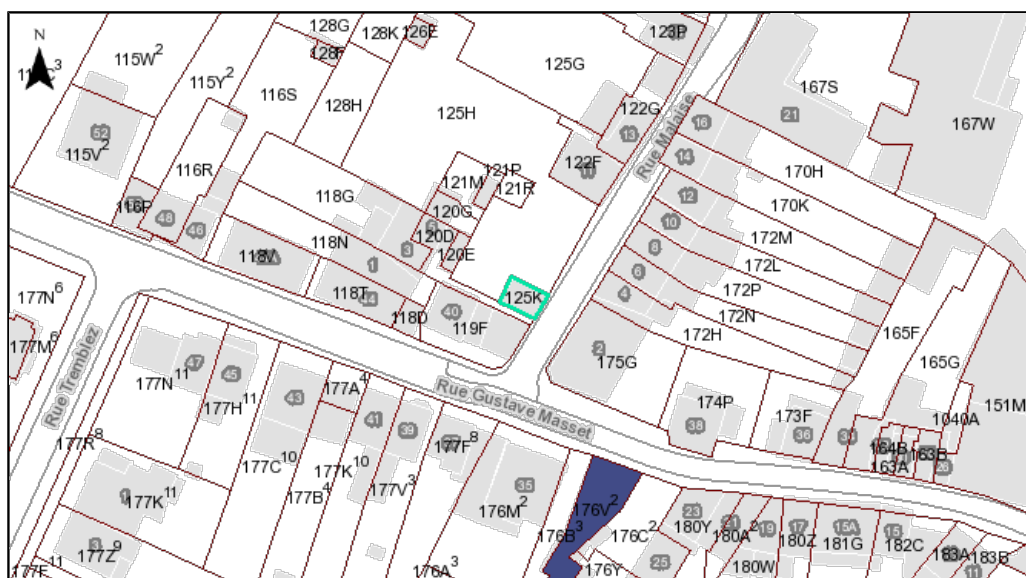 N
128G
128K
126E
123P
115W²
128F
125G
115Y²
116S
128H
125H
122G
167S
21
16
167W
52
115V²
116R
13
14
122F
11
Rue Malaise
170H
121P
121M
121R
118G
12
170K
116P
48
46
120G
10
172M
120D
3
118N
120E
8
172L
118V
1
6
172P
118T
44
125K
4
172N
177N⁶
118D
40
119F
172H
165F
177M⁶
2
175G
165G
Rue Tremblez
47
45
177N¹¹
177A⁴
Rue Gustave Masset
174P
173F
151M
177H¹¹
43
41
39
38
36
1040A
164B
163B
163A
26
177R⁸
177F⁸
177C¹⁰
177K¹⁰
177V³
35
176M²
177B⁴
1
177K¹¹
176V²
176B³
176C²
23
180Y
21
180A²
19
17
180Z
15A
181G
15
182C
3
177Z⁹
183A
183B
11
177F¹¹
176A³
176Y
25
180W